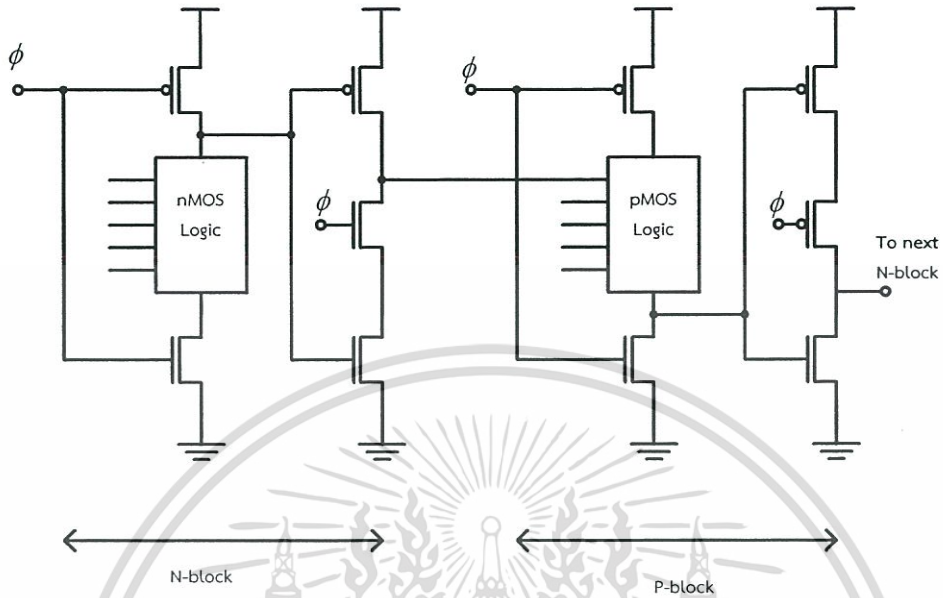 ϕ
ϕ
nMOS
Logic
ϕ
pMOS
Logic
ϕ
To next
N-block
N-block
P-block